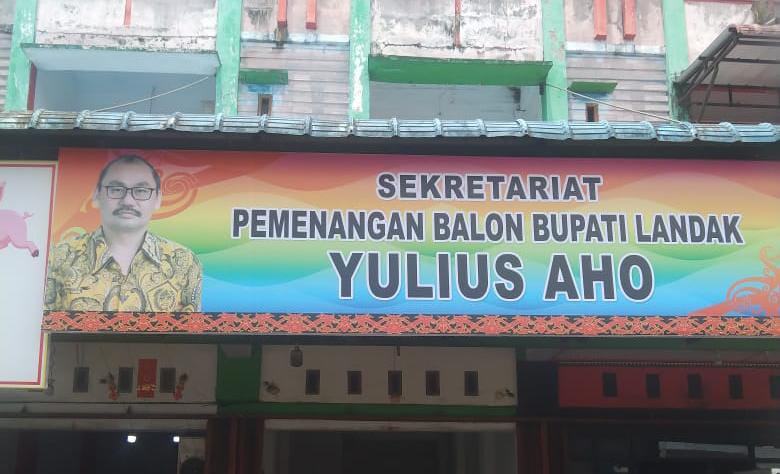 SEKRETARIAT
PEMENANGAN BALON BUPATI LANDAK
YULIUS AHO